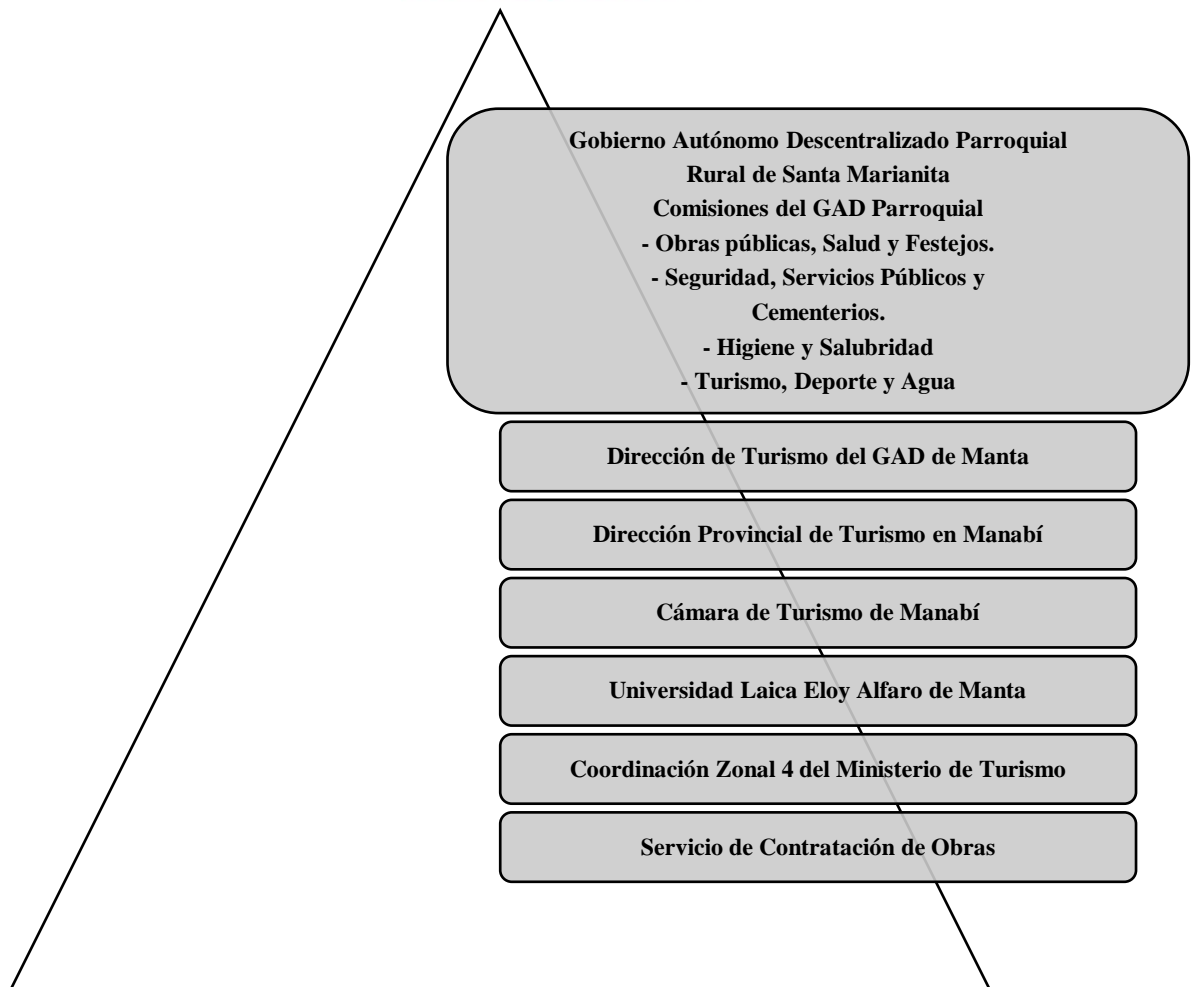 Gobierno Autónomo Descentralizado Parroquial
Rural de Santa Marianita
Comisiones del GAD Parroquial
- Obras públicas, Salud y Festejos.
- Seguridad, Servicios Públicos y
Cementerios.
- Higiene y Salubridad
- Turismo, Deporte y Agua
Dirección de Turismo del GAD de Manta
Dirección Provincial de Turismo en Manabí
Cámara de Turismo de Manabí
Universidad Laica Eloy Alfaro de Manta
Coordinación Zonal 4 del Ministerio de Turismo
Servicio de Contratación de Obras